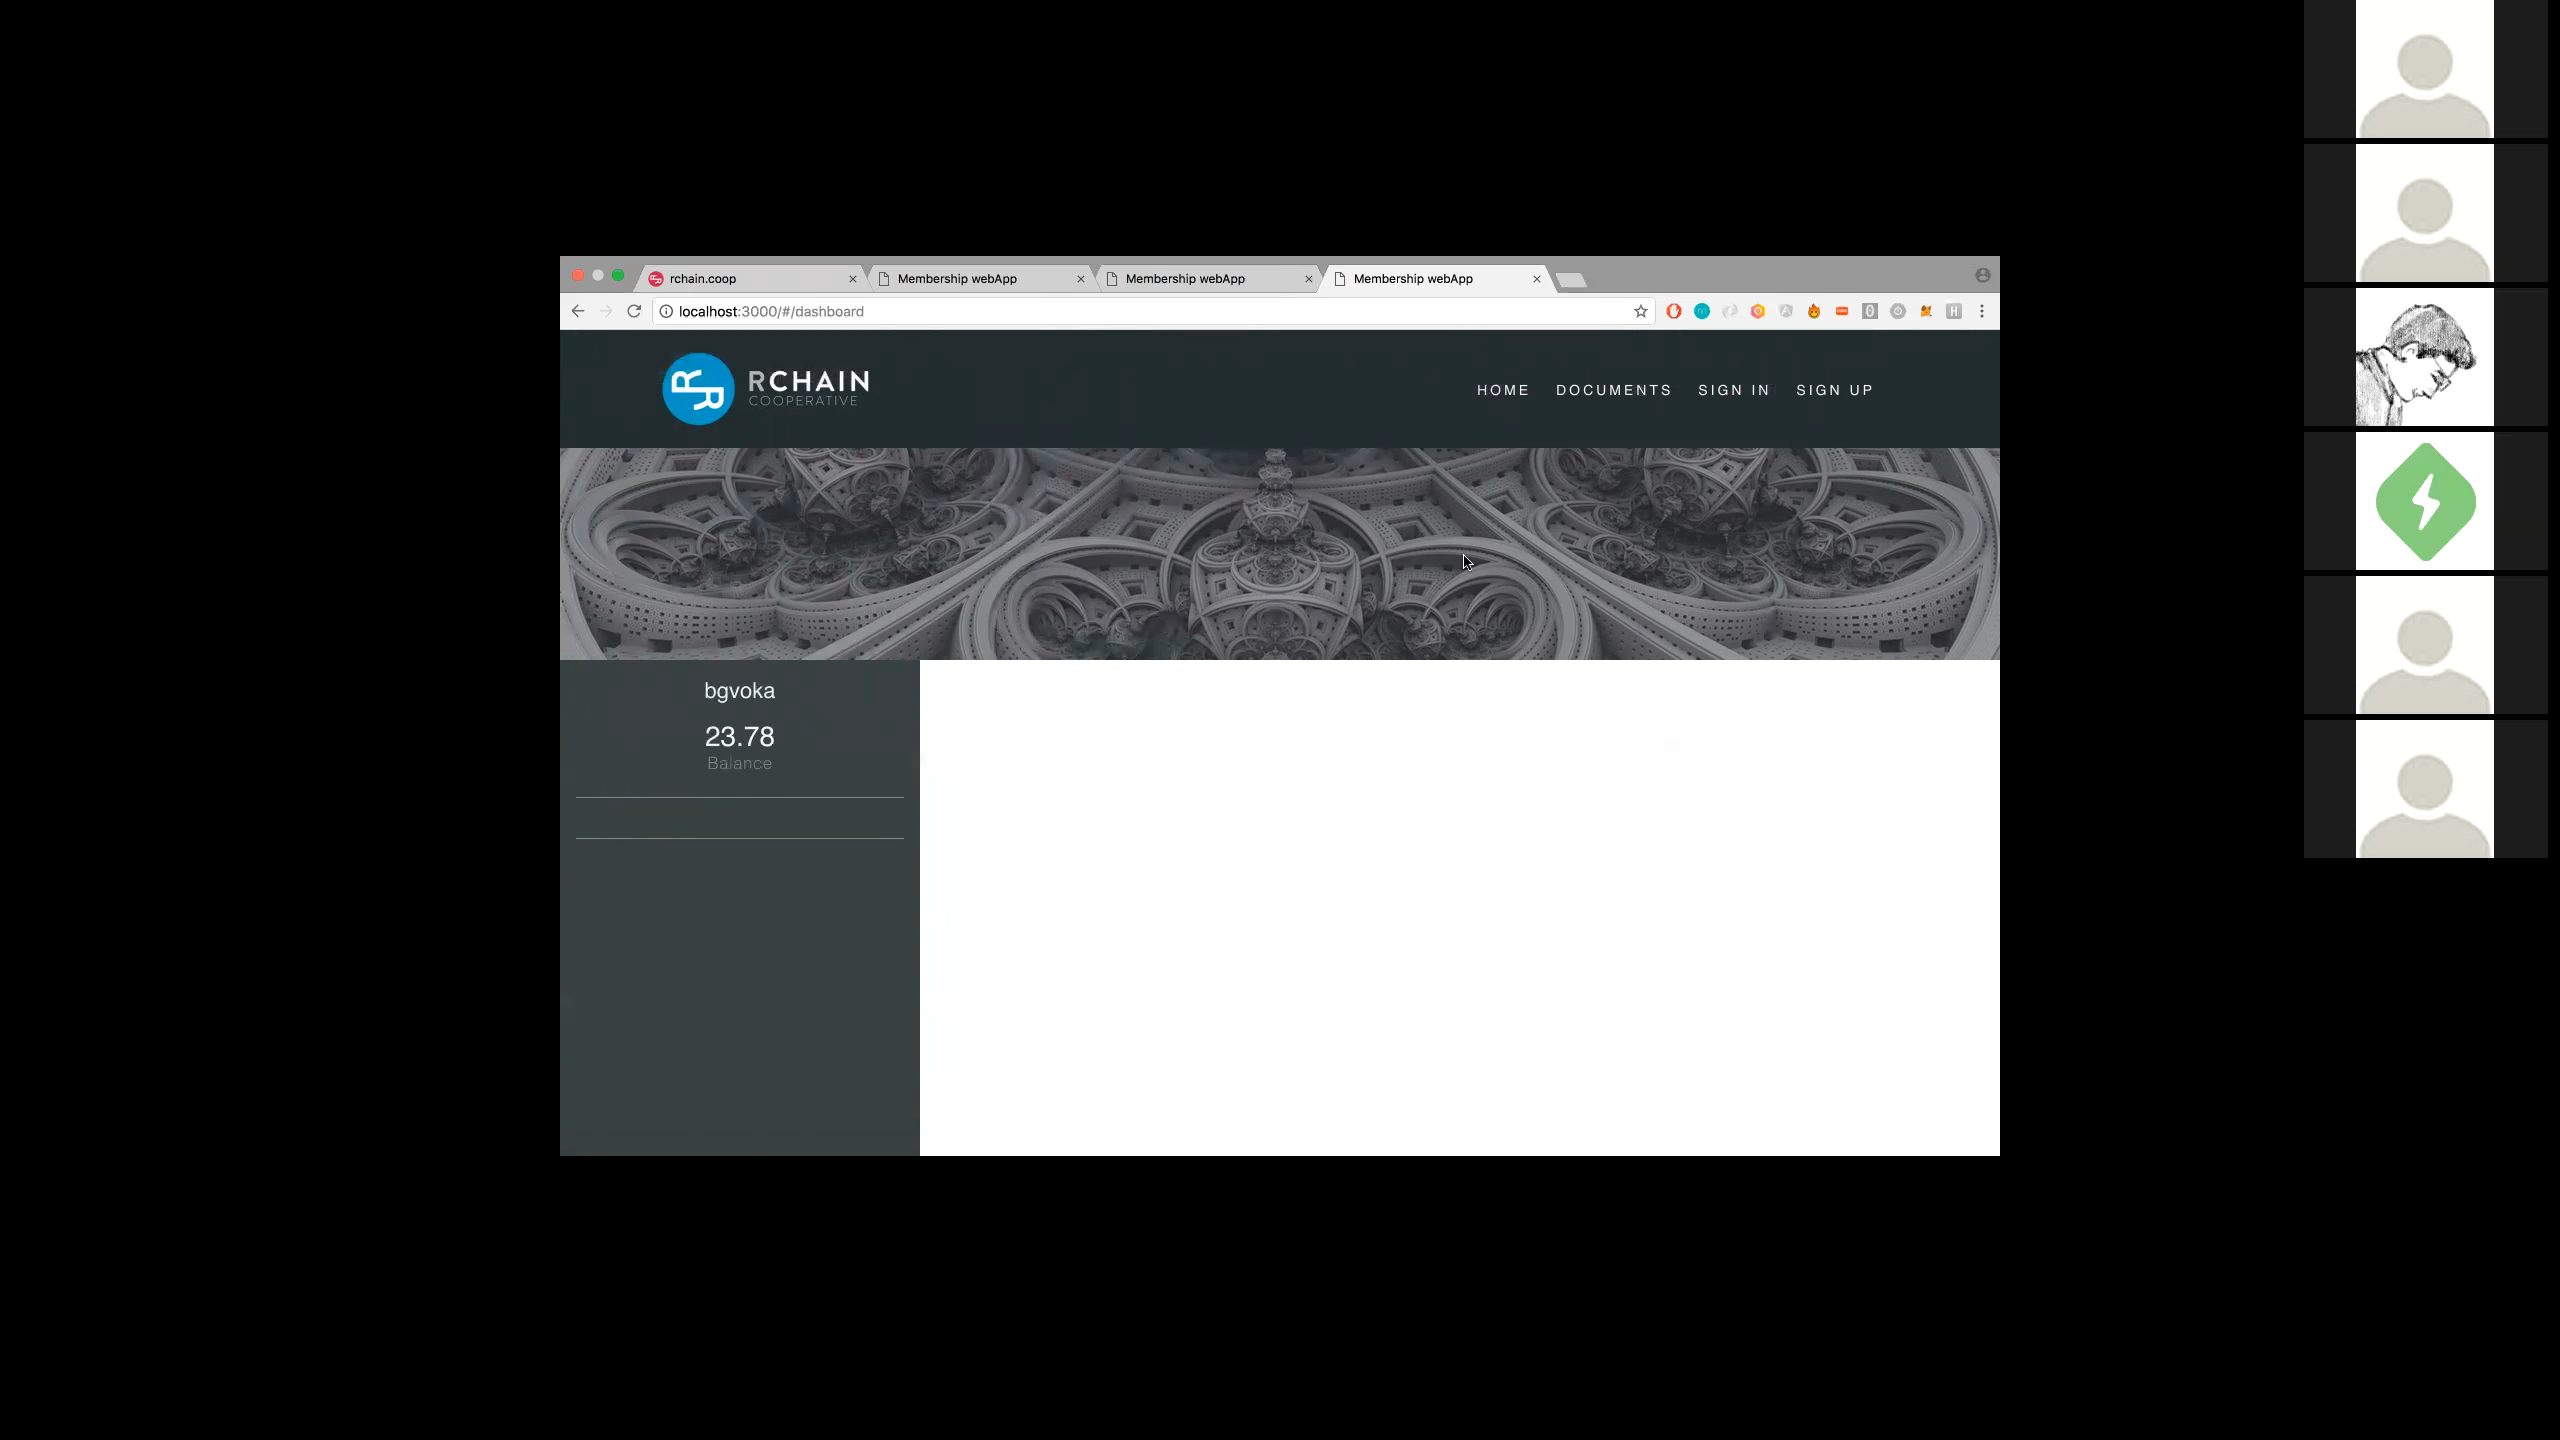 rchain.coop
Membership webApp
Membership webApp
Membership webApp
localhost:3000/#/dashboard
RCHAIN
COOPERATIVE
HOME DOCUMENTS SIGN IN SIGN UP
bgvoka
23.78
Balance